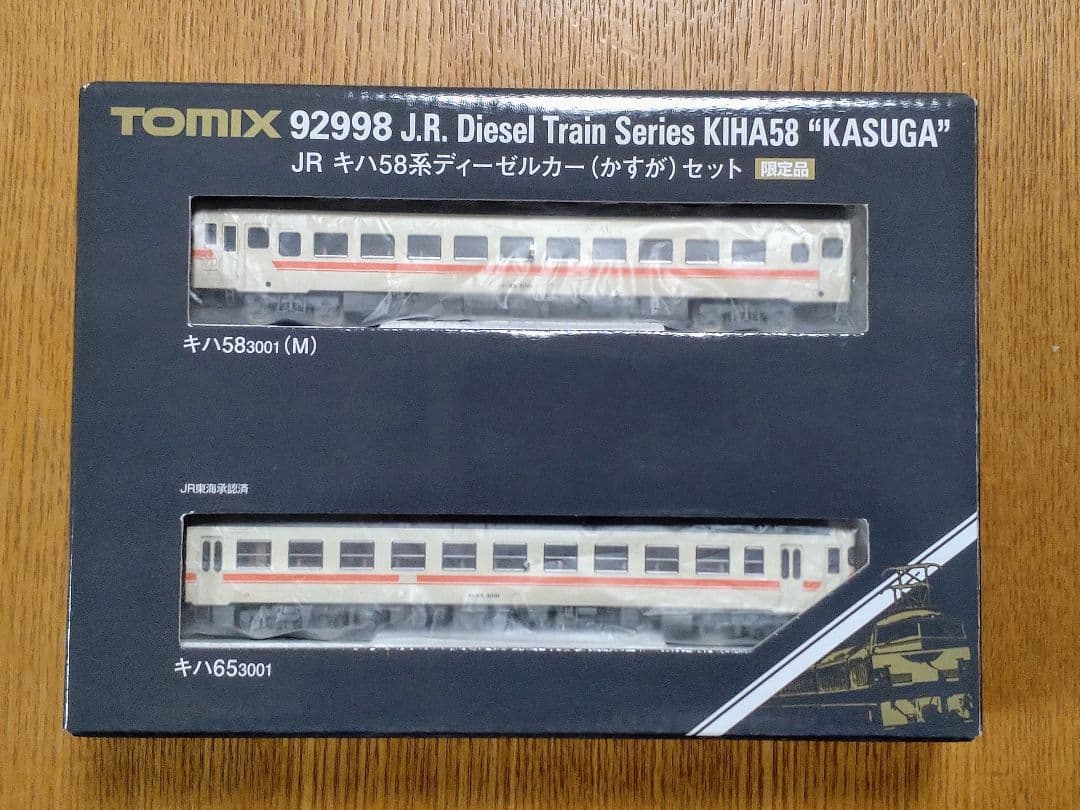 TOMIX 92998 J.R. Diesel Train Series KIHA58 “KASUGA”
JR キハ58系ディーゼルカー（かすが）セット 限定品
キハ583001（M）
JR東海承認済
キハ653001